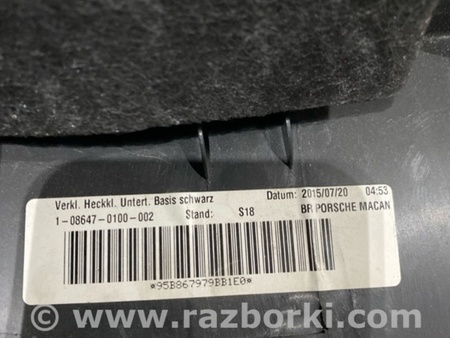 Verkl. Heckkl. Untert. Basis schwarz Datum: 2015/07/20 04:53
1-08647-0100-002 Stand: S18 BR PORSCHE MACAN
*95B867979BB1E0*
www.razborki.com